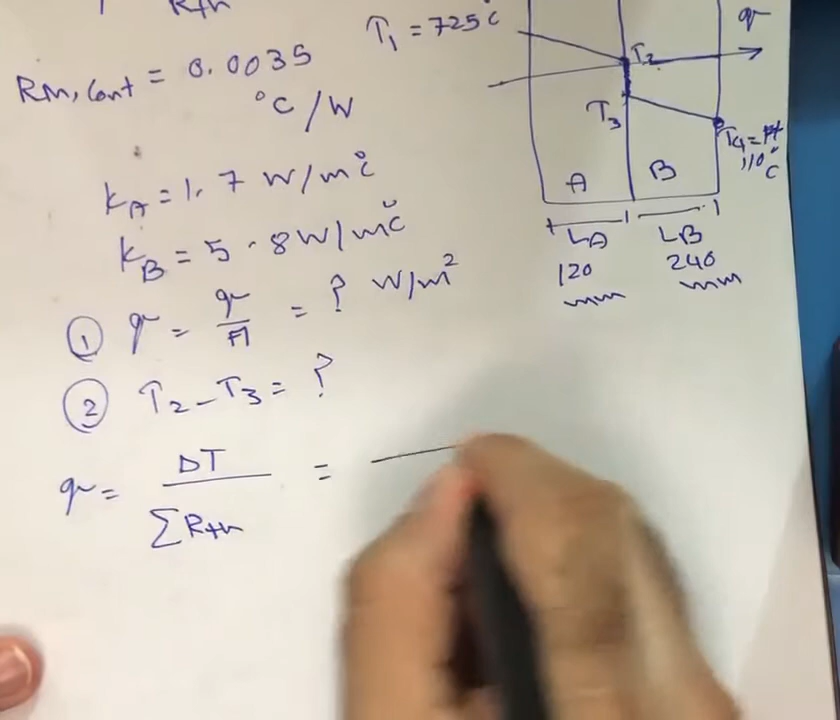 Rth
T1 = 725°C
Rm, Cont = 0.0035
°C/W
kA = 1.7 W/m°C
kB = 5.8 W/m°C
① q = q/A = ? W/m²
② T2 - T3 = ?
q = ΔT/ΣRth =
q
T2
T3
T4 =
110°C
A B
LA LB
120 240
mm mm